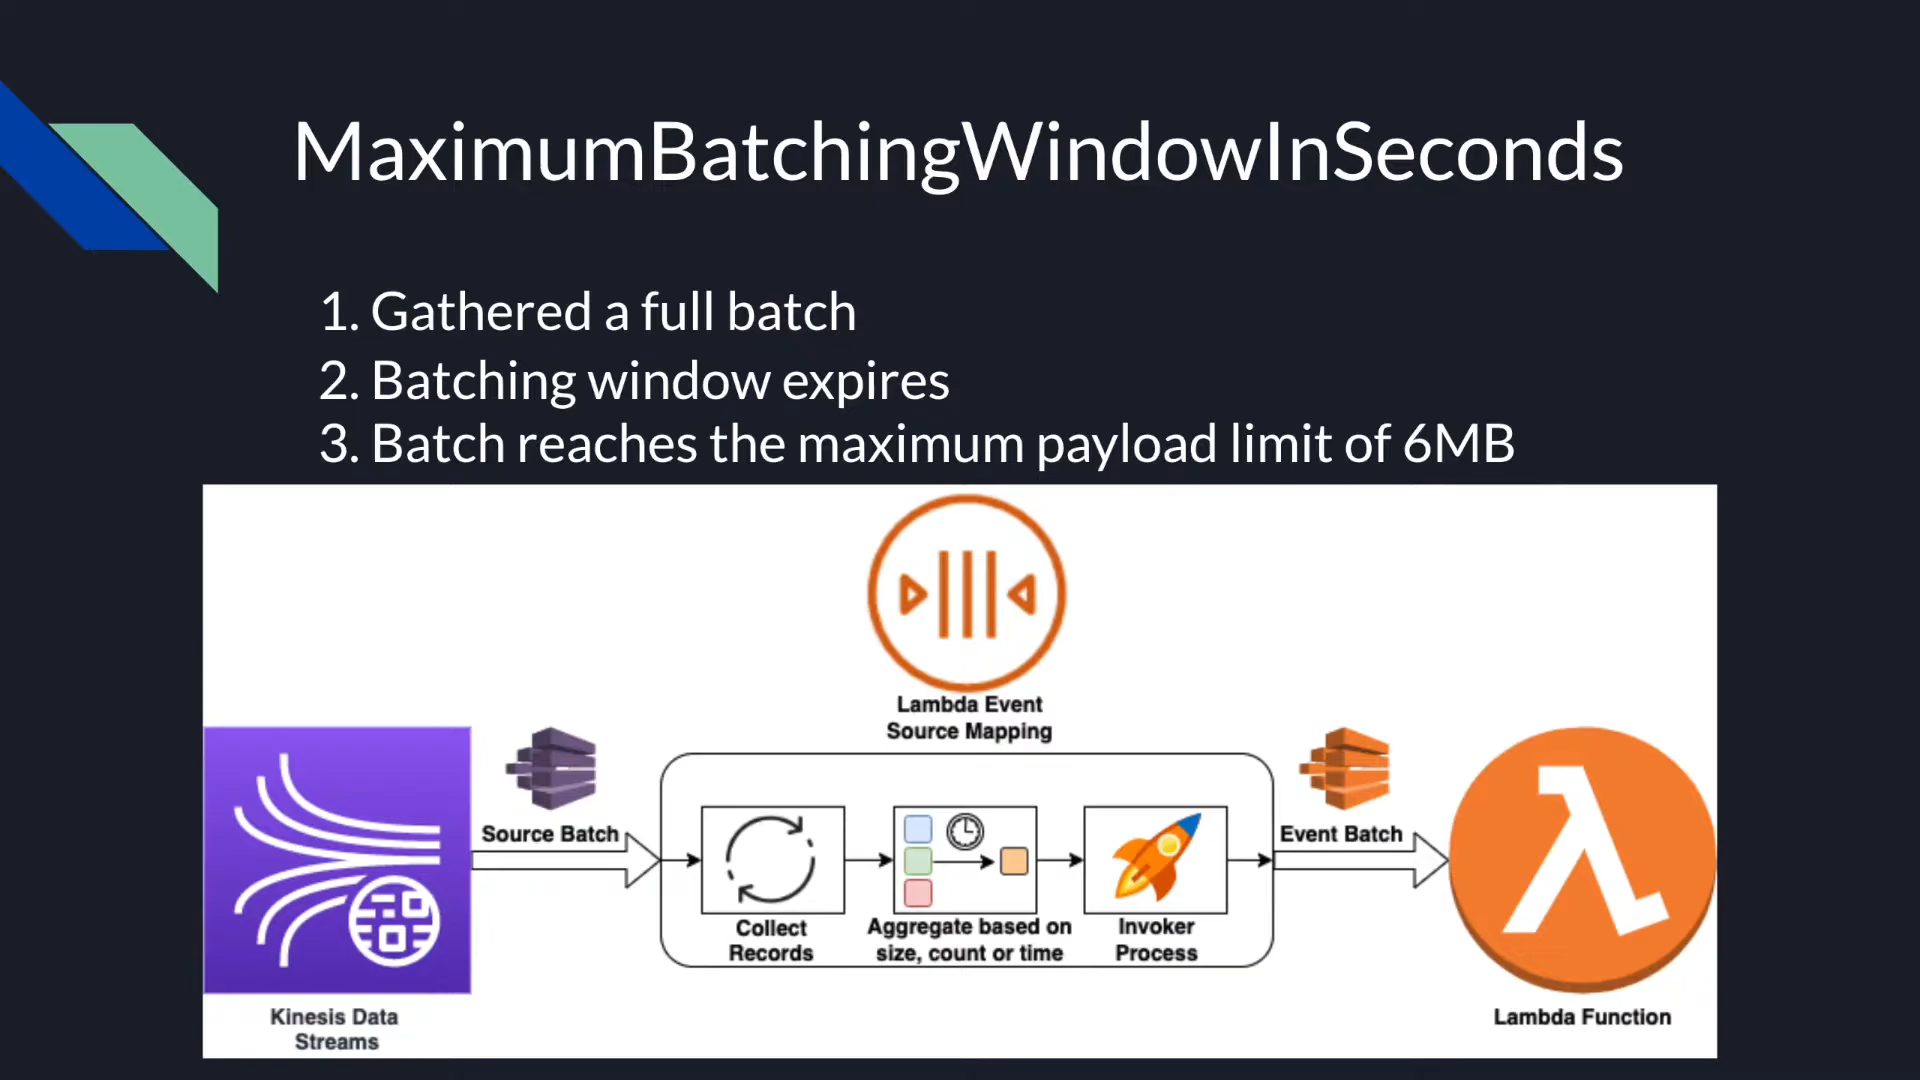 MaximumBatchingWindowInSeconds
1. Gathered a full batch
2. Batching window expires
3. Batch reaches the maximum payload limit of 6MB
Lambda Event
Source Mapping
Source Batch
Event Batch
Collect
Records
Aggregate based on
size, count or time
Invoker
Process
Kinesis Data
Streams
Lambda Function